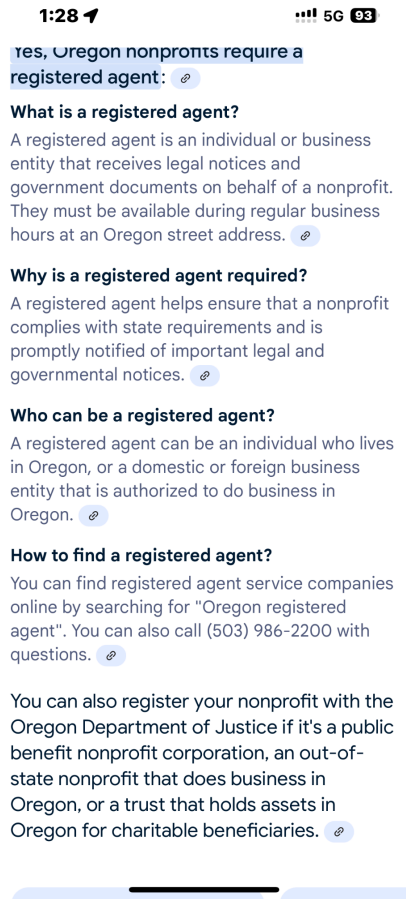 1:28 5G 93
Yes, Oregon nonprofits require a
registered agent:
What is a registered agent?
A registered agent is an individual or business
entity that receives legal notices and
government documents on behalf of a nonprofit.
They must be available during regular business
hours at an Oregon street address.
Why is a registered agent required?
A registered agent helps ensure that a nonprofit
complies with state requirements and is
promptly notified of important legal and
governmental notices.
Who can be a registered agent?
A registered agent can be an individual who lives
in Oregon, or a domestic or foreign business
entity that is authorized to do business in
Oregon.
How to find a registered agent?
You can find registered agent service companies
online by searching for "Oregon registered
agent". You can also call (503) 986-2200 with
questions.
You can also register your nonprofit with the
Oregon Department of Justice if it's a public
benefit nonprofit corporation, an out-of-
state nonprofit that does business in
Oregon, or a trust that holds assets in
Oregon for charitable beneficiaries.